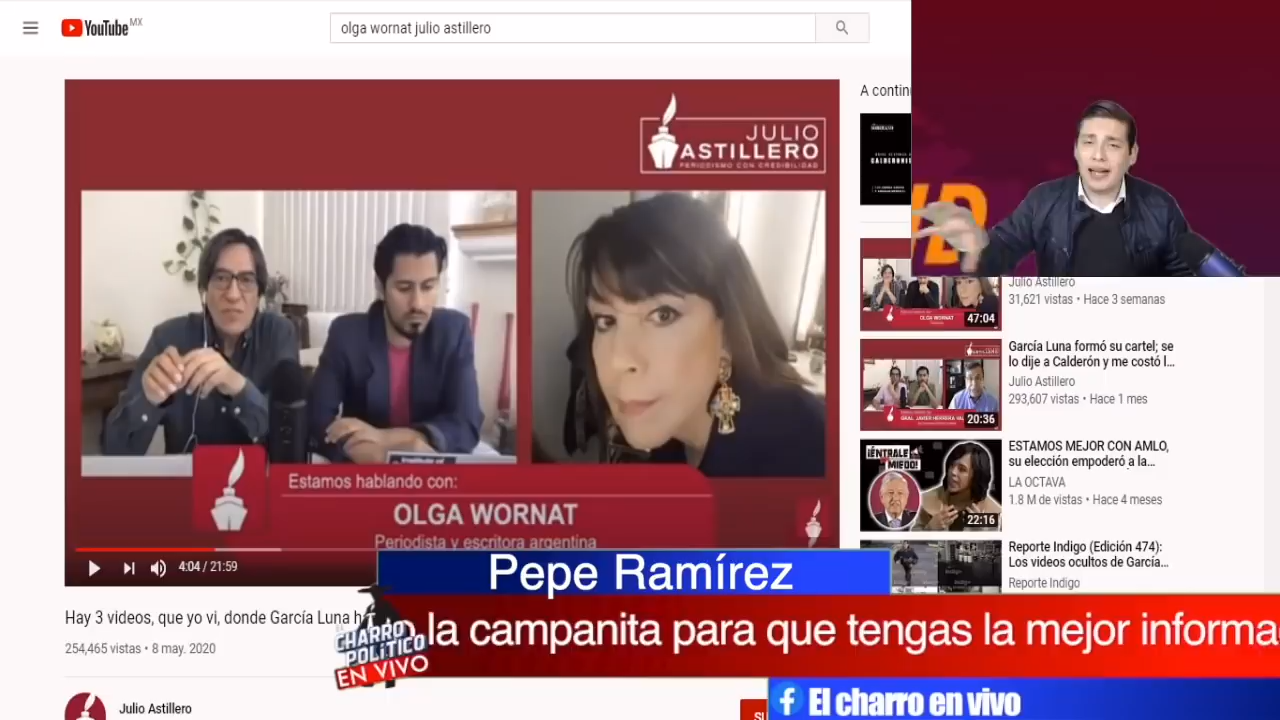 YouTube MX
olga wornat julio astillero
A contin
JULIO
ASTILLERO
PERIODISMO CON CREDIBILIDAD
Estamos hablando con:
OLGA WORNAT
Periodista y escritora argentina
4:04 / 21:59
Hay 3 videos, que yo vi, donde García Luna h
254,465 vistas • 8 may. 2020
Julio Astillero
Julio Astillero
31,621 vistas • Hace 3 semanas
OLGA WORNAT
47:04
García Luna formó su cartel; se
lo dije a Calderón y me costó l...
Julio Astillero
293,607 vistas • Hace 1 mes
20:36
¡ÉNTRALE
SIN MIEDO!
ESTAMOS MEJOR CON AMLO,
su elección empoderó a la...
LA OCTAVA
1.8 M de vistas • Hace 4 meses
22:16
Reporte Indigo (Edición 474):
Los videos ocultos de García...
Reporte Indigo
Pepe Ramírez
la campanita para que tengas la mejor informa
CHARRO
POLÍTICO
EN VIVO
El charro en vivo